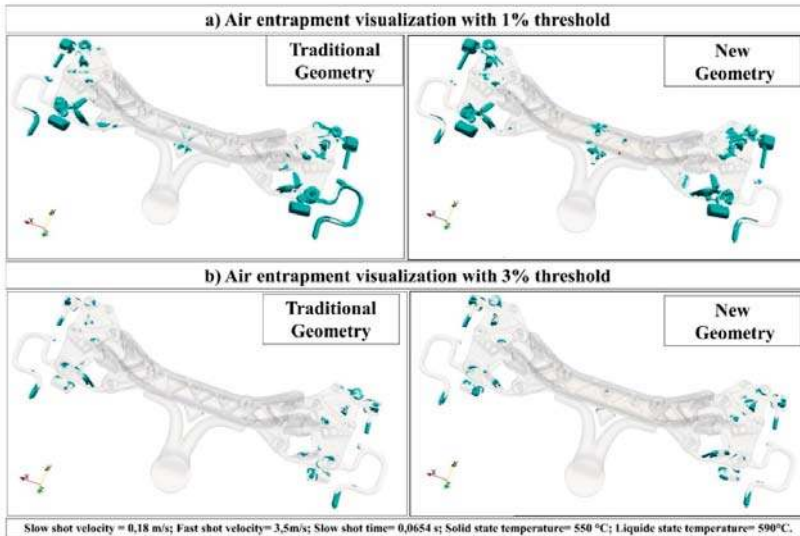 a) Air entrapment visualization with 1% threshold
Traditional
Geometry
New
Geometry
b) Air entrapment visualization with 3% threshold
Traditional
Geometry
New
Geometry
Slow shot velocity = 0,18 m/s; Fast shot velocity= 3,5m/s; Slow shot time= 0,0654 s; Solid state temperature= 550 °C; Liquide state temperature= 590°C.